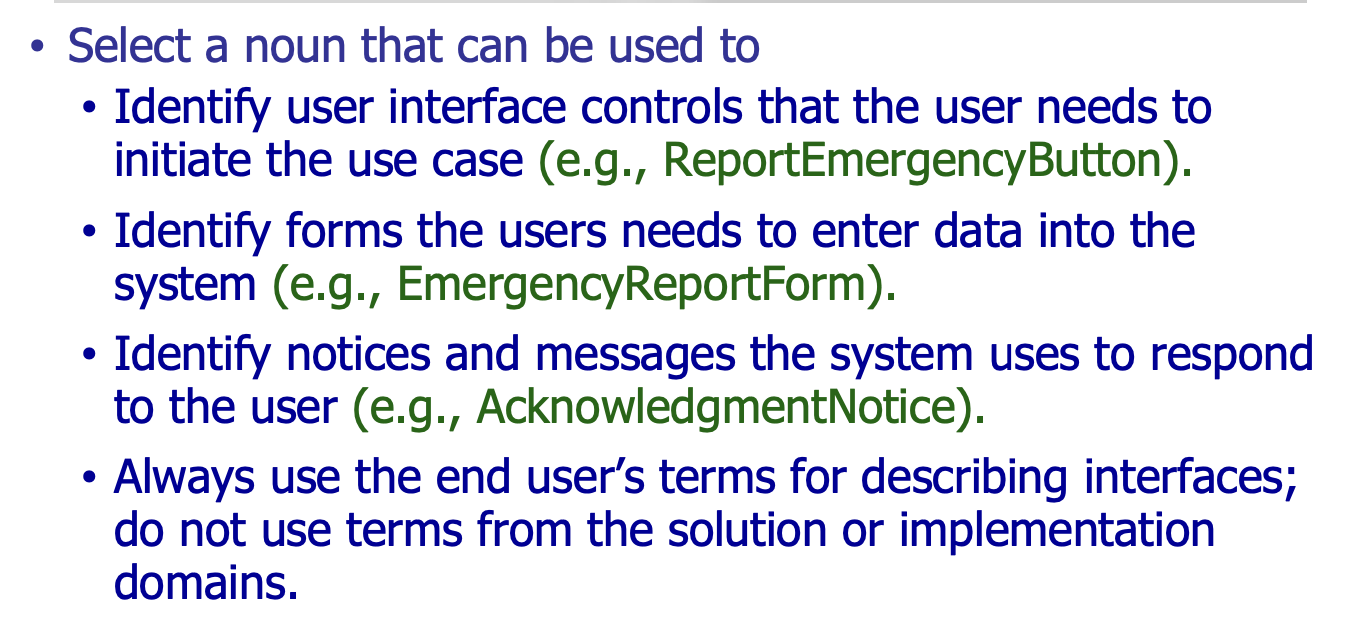 • Select a noun that can be used to
• Identify user interface controls that the user needs to
initiate the use case (e.g., ReportEmergencyButton).
• Identify forms the users needs to enter data into the
system (e.g., EmergencyReportForm).
• Identify notices and messages the system uses to respond
to the user (e.g., AcknowledgmentNotice).
• Always use the end user’s terms for describing interfaces;
do not use terms from the solution or implementation
domains.